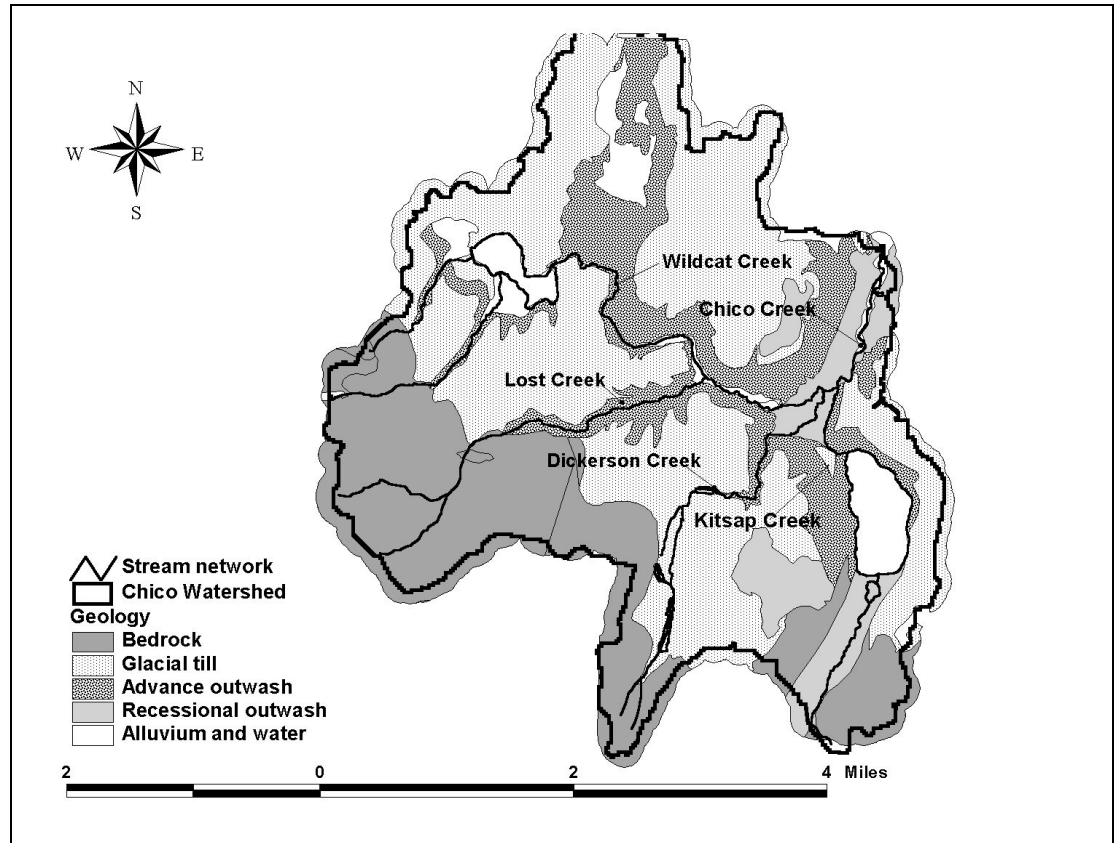 N
W E
S
Wildcat Creek
Chico Creek
Lost Creek
Dickerson Creek
Kitsap Creek
Stream network
Chico Watershed
Geology
Bedrock
Glacial till
Advance outwash
Recessional outwash
Alluvium and water
2 0 2 4 Miles